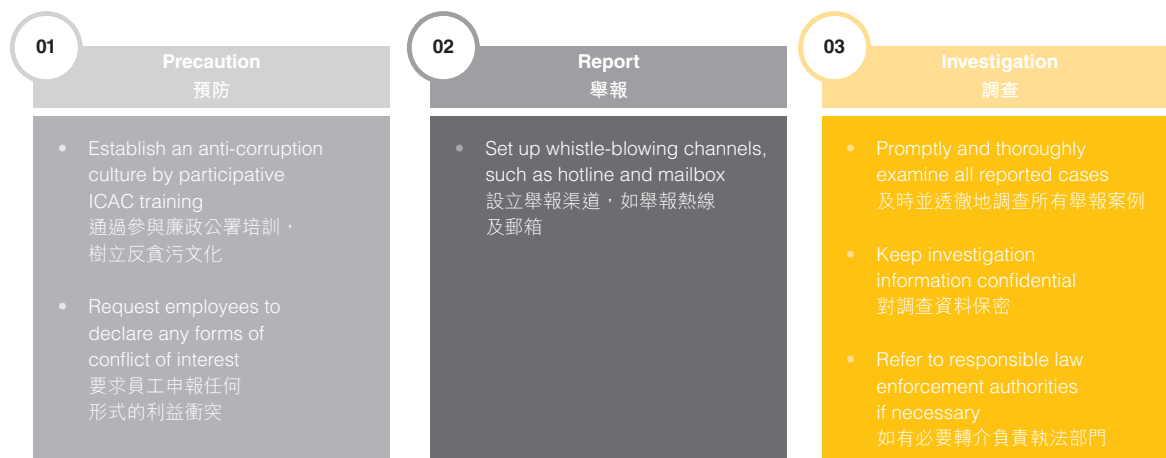 01
Precaution
預防
• Establish an anti-corruption
culture by participative
ICAC training
通過參與廉政公署培訓，
樹立反貪污文化
• Request employees to
declare any forms of
conflict of interest
要求員工申報任何
形式的利益衝突
02
Report
舉報
• Set up whistle-blowing channels,
such as hotline and mailbox
設立舉報渠道，如舉報熱線
及郵箱
03
Investigation
調查
• Promptly and thoroughly
examine all reported cases
及時並透徹地調查所有舉報案例
• Keep investigation
information confidential
對調查資料保密
• Refer to responsible law
enforcement authorities
if necessary
如有必要轉介負責執法部門